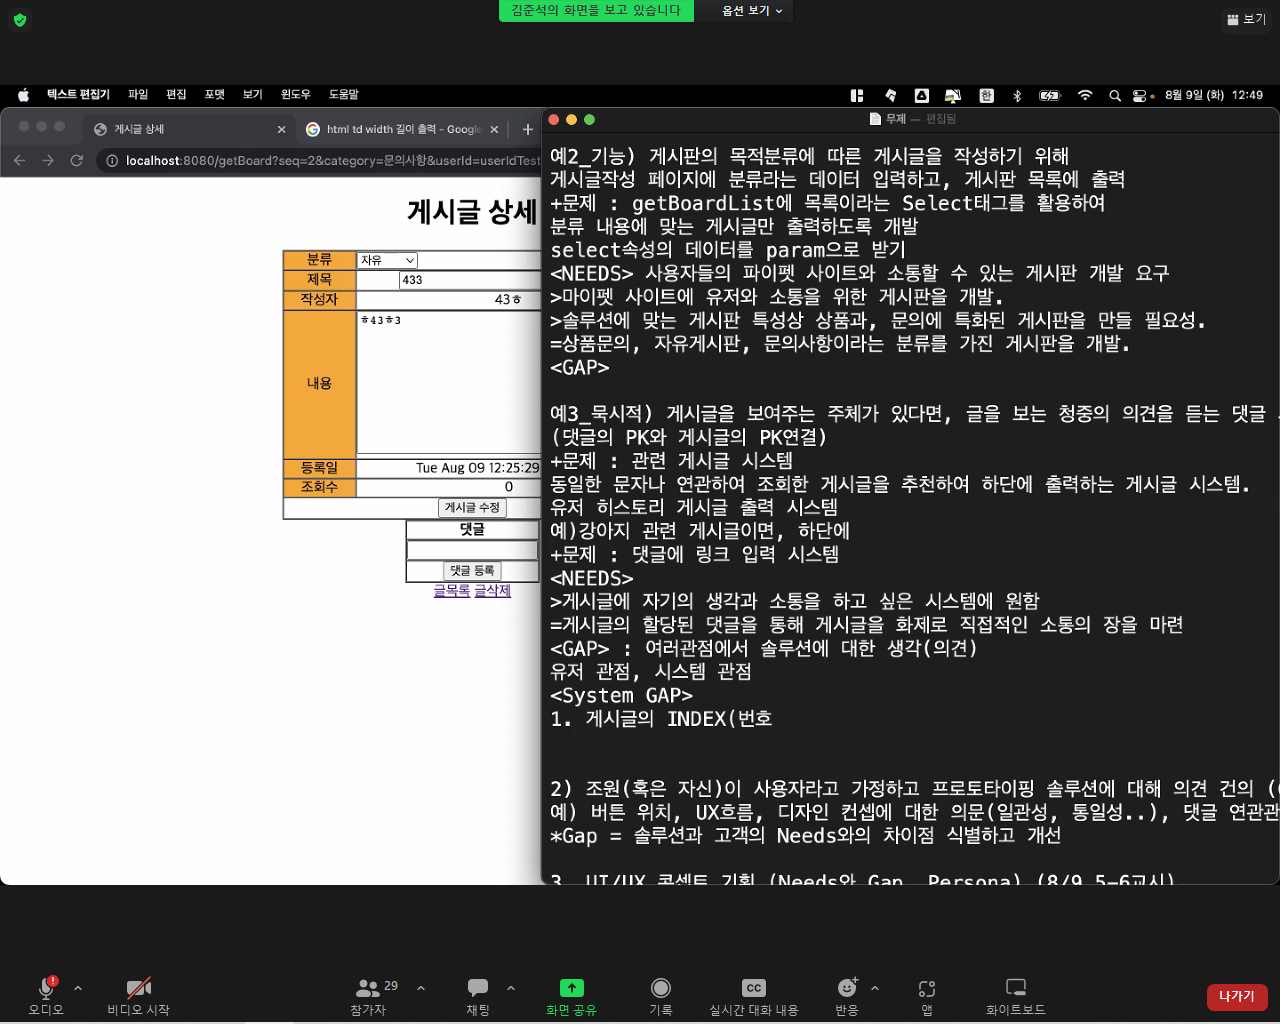 김준석의 화면을 보고 있습니다
옵션 보기
보기
텍스트 편집기 파일 편집 포맷 보기 윈도우 도움말
한
8월 9일 (화) 12:49
게시글 상세
html td width 길이 출력 - Google
localhost:8080/getBoard?seq=2&category=문의사항&userId=userIdTest
게시글 상세
분류 자유
제목 433
작성자 43ㅎ
내용 ㅎ43ㅎ3
등록일 Tue Aug 09 12:25:29
조회수 0
게시글 수정
댓글
댓글 등록
글목록 글삭제
무제 — 편집됨
예2_기능) 게시판의 목적분류에 따른 게시글을 작성하기 위해
게시글작성 페이지에 분류라는 데이터 입력하고, 게시판 목록에 출력
+문제 : getBoardList에 목록이라는 Select태그를 활용하여
분류 내용에 맞는 게시글만 출력하도록 개발
select속성의 데이터를 param으로 받기
<NEEDS> 사용자들의 파이펫 사이트와 소통할 수 있는 게시판 개발 요구
>마이펫 사이트에 유저와 소통을 위한 게시판을 개발.
>솔루션에 맞는 게시판 특성상 상품과, 문의에 특화된 게시판을 만들 필요성.
=상품문의, 자유게시판, 문의사항이라는 분류를 가진 게시판을 개발.
<GAP>
예3_묵시적) 게시글을 보여주는 주체가 있다면, 글을 보는 청중의 의견을 듣는 댓글
(댓글의 PK와 게시글의 PK연결)
+문제 : 관련 게시글 시스템
동일한 문자나 연관하여 조회한 게시글을 추천하여 하단에 출력하는 게시글 시스템.
유저 히스토리 게시글 출력 시스템
예)강아지 관련 게시글이면, 하단에
+문제 : 댓글에 링크 입력 시스템
<NEEDS>
>게시글에 자기의 생각과 소통을 하고 싶은 시스템에 원함
=게시글의 할당된 댓글을 통해 게시글을 화제로 직접적인 소통의 장을 마련
<GAP> : 여러관점에서 솔루션에 대한 생각(의견)
유저 관점, 시스템 관점
<System GAP>
1. 게시글의 INDEX(번호
2) 조원(혹은 자신)이 사용자라고 가정하고 프로토타이핑 솔루션에 대해 의견 건의
예) 버튼 위치, UX흐름, 디자인 컨셉에 대한 의문(일관성, 통일성..), 댓글 연관관
*Gap = 솔루션과 고객의 Needs와의 차이점 식별하고 개선
3. UI/UX 콘셉트 기획 (Needs와 Gap, Persona) (8/9 5-6교시)
오디오
비디오 시작
29
참가자
채팅
화면 공유
기록
CC
실시간 대화 내용
반응
앱
화이트보드
나가기